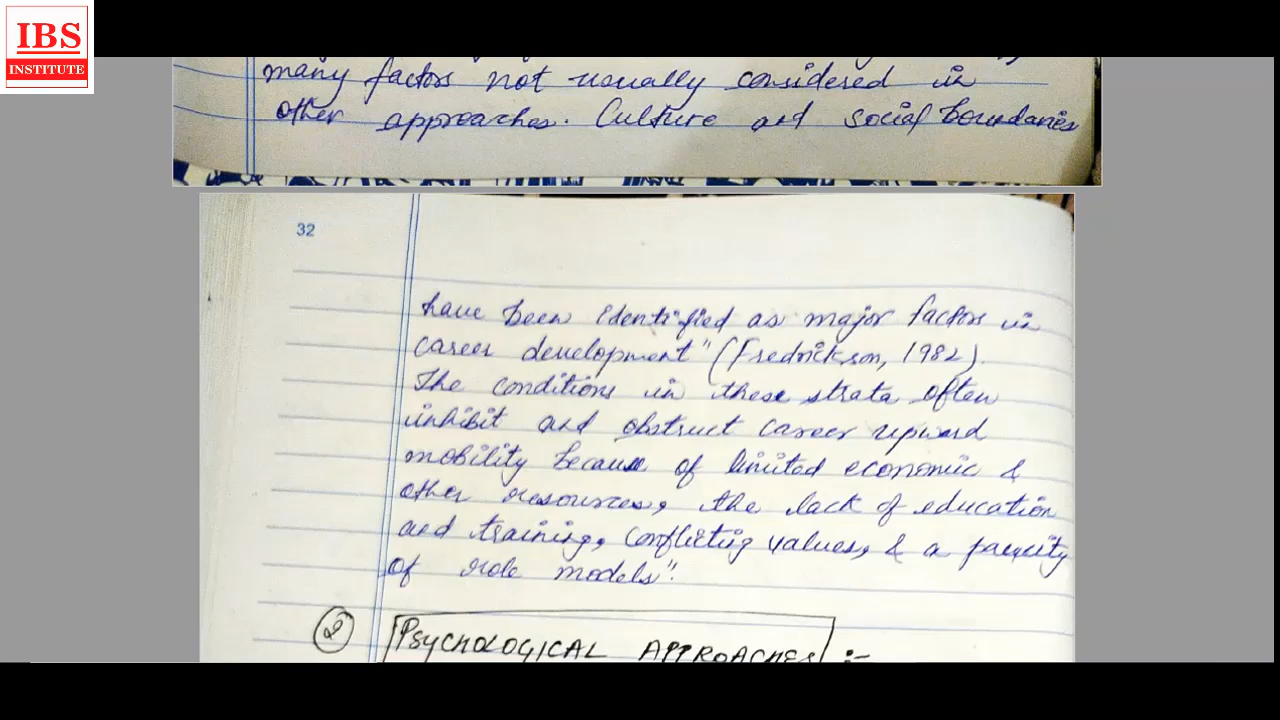 IBS
INSTITUTE
many factors not usually considered in
other approaches. Culture and social boundaries
32
have been identified as major factors in
career development" (Fredrickson, 1982).
The conditions in these strata often
inhibit and obstruct career upward
mobility because of limited economic &
other resources, the lack of education
and training, conflicting values, & a paucity
of role models".
PSYCHOLOGICAL APPROACHES :-